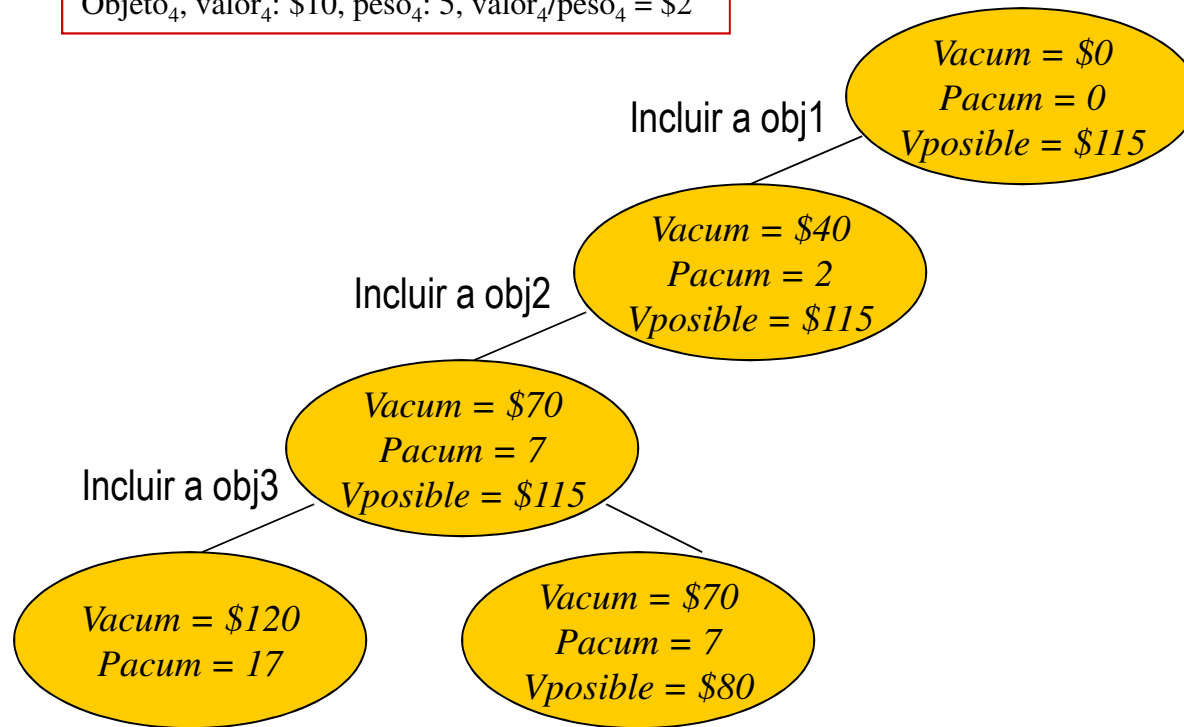 Objeto₄, valor₄: $10, peso₄: 5, valor₄/peso₄ = $2
Vacum = $0
Pacum = 0
Vposible = $115
Incluir a obj1
Vacum = $40
Pacum = 2
Vposible = $115
Incluir a obj2
Vacum = $70
Pacum = 7
Vposible = $115
Incluir a obj3
Vacum = $120
Pacum = 17
Vacum = $70
Pacum = 7
Vposible = $80